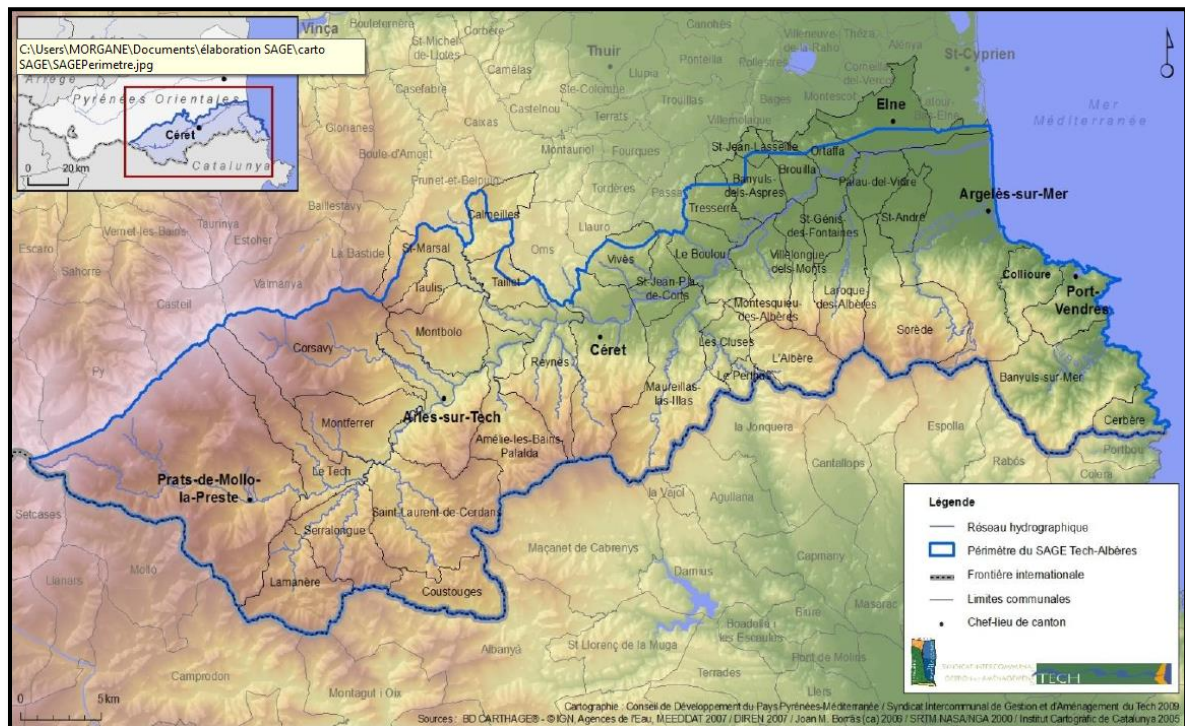 C:\Users\MORGANE\Documents\élaboration SAGE\carto
SAGE\SAGEPerimetre.jpg
Pyrénées Orientales
Céret
Catalunya
0 20 km
Vinça
Bouleternère
Corbère
St-Michel-
de-Llotes
Camélas
Casefabre
Thuir
Canohès
Ponteilla
Pollestres
Villeneuve-
de-la-Raho
Théza
Alénya
St-Cyprien
Corneilla-
del-Vercol
Montescot
Latour-
Bas-Elne
Llupia
Ste-Colombe
Castelnou
Terrats
Trouillas
Bages
Villemolaque
Glorianes
Caixas
Boule-d'Amont
Montauriol
Fourques
Prunet-et-Belpuig
Tordères
Passa
Baillestavy
Taurinya
Vernet-les-Bains
Estoher
Escaro
Sahorre
La Bastide
Valmanya
Casteil
Py
Oms
Llauro
Mer
Méditerranée
Elne
St-Jean-Lasseille
Ortaffa
Brouilla
Banyuls-
dels-Aspres
Palau-del-Vidre
Argelès-sur-Mer
Tresserre
St-André
St-Génis-
des-Fontaines
Calmeilles
St-Marsal
Taillet
Taulis
Vivès
Le Boulou
St-Jean-Pla-
de-Corts
Villelongue-
dels-Monts
Collioure
Port-
Vendres
Montbolo
Montesquieu-
des-Albères
Laroque-
des-Albères
Sorède
Corsavy
Céret
Reynès
Les Cluses
L'Albère
Le Perthus
Maureillas-
las-Illas
Banyuls-sur-Mer
Cerbère
Arles-sur-Tech
Montferrer
Amélie-les-Bains-
Palalda
Le Tech
Prats-de-Mollo-
la-Preste
Saint-Laurent-de-Cerdans
Serralongue
Lamanère
Coustouges
la Jonquera
Espolla
Cantallops
Rabós
Portbou
Colera
la Vajol
Agullana
Setcases
Llanars
Molló
Maçanet de Cabrenys
Capmany
Darnius
Biure
Masarac
Boadella i
les Escaules
St Llorenç de la Muga
Pont de Molins
Albanyà
Terrades
Llers
Camprodon
Montagut i Oix
0 5 km
Légende
Réseau hydrographique
Périmètre du SAGE Tech-Albères
Frontière internationale
Limites communales
Chef-lieu de canton
TECH
Cartographie : Conseil de Développement du Pays Pyrénées-Méditerranée / Syndicat Intercommunal de Gestion et d'Aménagement du Tech 2009
Sources : BD CARTHAGE® - © IGN, Agences de l'Eau, MEEDDAT 2007 / DIREN 2007 / Joan M. Borràs (ca) 2006 / SRTM NASA/NGA 2000 / Institut Cartogràfic de Catalunya 2005